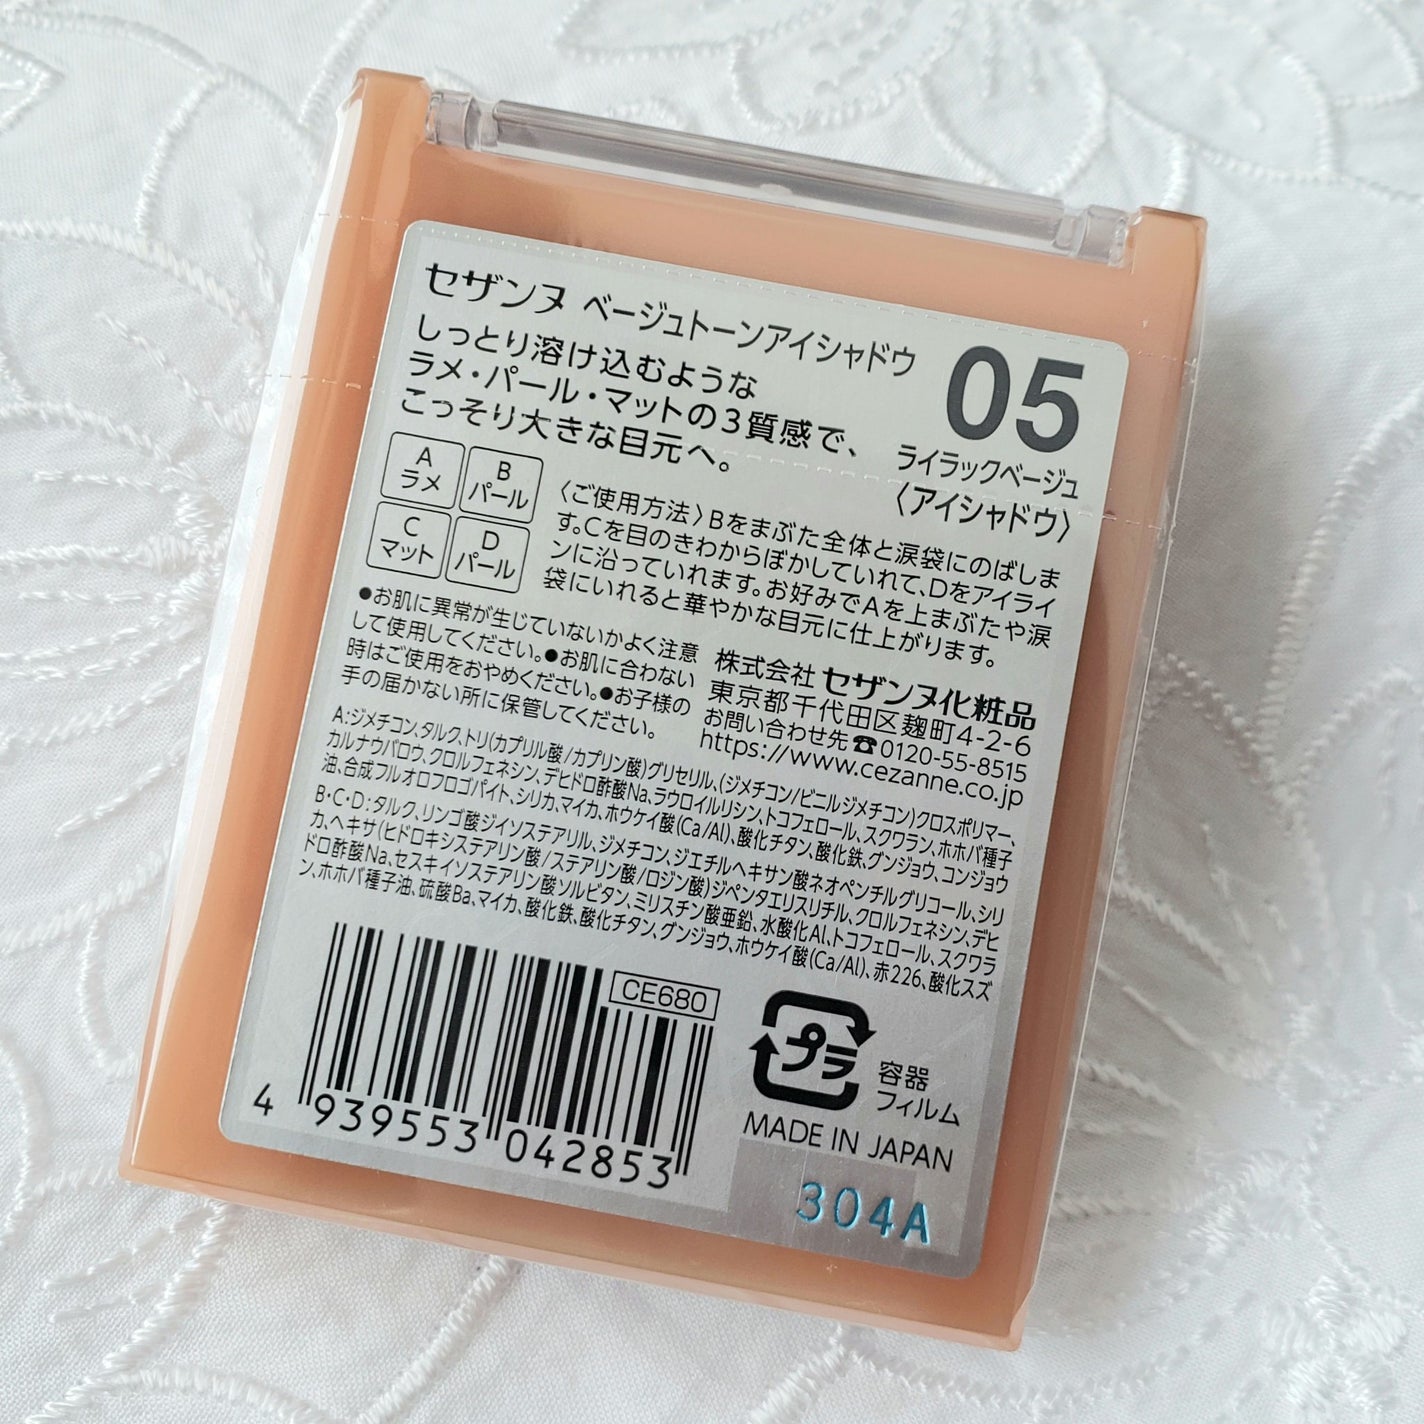 セザンヌ ベージュトーンアイシャドウ
しっとり溶け込むような
ラメ・パール・マットの3質感で、
こっそり大きな目元へ。
05
ライラックベージュ
〈アイシャドウ〉
A
ラメ
B
パール
C
マット
D
パール
〈ご使用方法〉Bをまぶた全体と涙袋にのばしま
す。Cを目のきわからぼかしていれて、Dをアイライ
ンに沿っていれます。お好みでAを上まぶたや涙
袋にいれると華やかな目元に仕上がります。
●お肌に異常が生じていないかよく注意
して使用してください。●お肌に合わない
時はご使用をおやめください。●お子様の
手の届かない所に保管してください。
株式会社 セザンヌ化粧品
東京都千代田区麹町4-2-6
お問い合わせ先☎0120-55-8515
https://www.cezanne.co.jp
A:ジメチコン、タルク、トリ(カプリル酸/カプリン酸)グリセリル、(ジメチコン/ビニルジメチコン)クロスポリマー、
カルナウバロウ、クロルフェネシン、デヒドロ酢酸Na、ラウロイルリシン、トコフェロール、スクワラン、ホホバ種子
油、合成フルオロフロゴパイト、シリカ、マイカ、ホウケイ酸(Ca/Al)、酸化チタン、酸化鉄、グンジョウ、コンジョウ
B・C・D:タルク、リンゴ酸ジイソステアリル、ジメチコン、ジエチルヘキサン酸ネオペンチルグリコール、シリ
カ、ヘキサ(ヒドロキシステアリン酸/ステアリン酸/ロジン酸)ジペンタエリスリチル、クロルフェネシン、デヒ
ドロ酢酸Na、セスキイソステアリン酸ソルビタン、ミリスチン酸亜鉛、水酸化Al、トコフェロール、スクワラ
ン、ホホバ種子油、硫酸Ba、マイカ、酸化鉄、酸化チタン、グンジョウ、ホウケイ酸(Ca/Al)、赤226、酸化スズ
CE680
4 939553 042853
プラ
容器
フィルム
MADE IN JAPAN
304A